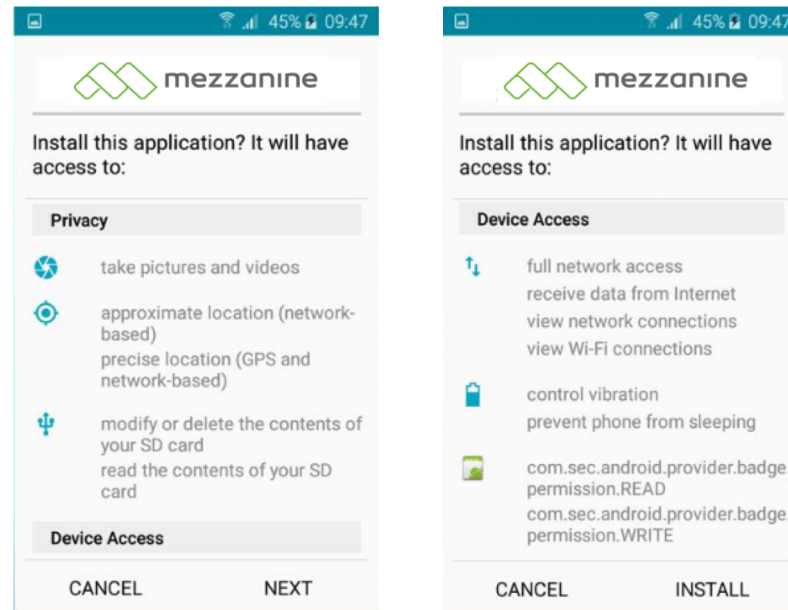 45% 09:47
mezzanine
Install this application? It will have
access to:
Privacy
take pictures and videos
approximate location (network-
based)
precise location (GPS and
network-based)
modify or delete the contents of
your SD card
read the contents of your SD
card
Device Access
CANCEL NEXT
45% 09:47
mezzanine
Install this application? It will have
access to:
Device Access
full network access
receive data from Internet
view network connections
view Wi-Fi connections
control vibration
prevent phone from sleeping
com.sec.android.provider.badge.
permission.READ
com.sec.android.provider.badge.
permission.WRITE
CANCEL INSTALL